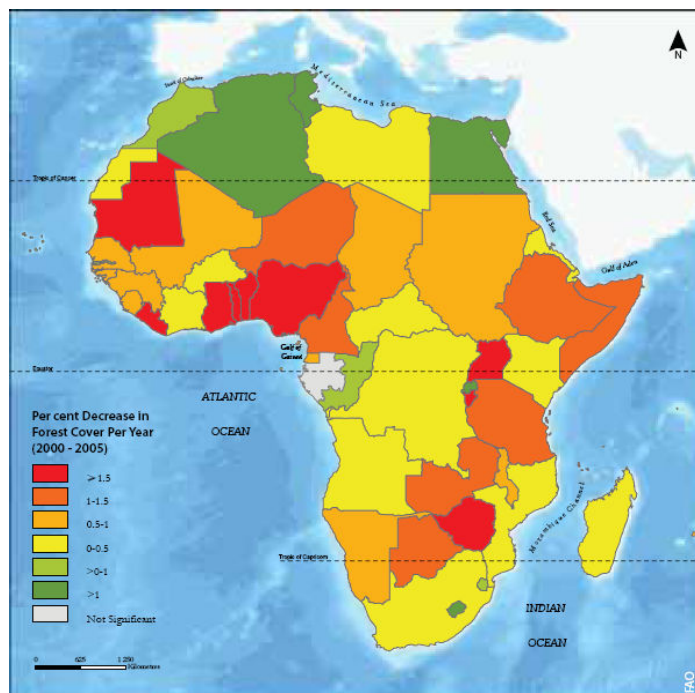 N
Mediterranean Sea
Tropic of Cancer
Red Sea
Gulf of Aden
Gulf of
Guinea
Equator
ATLANTIC
OCEAN
Per cent Decrease in
Forest Cover Per Year
(2000 - 2005)
≥1.5
1-1.5
0.5-1
0-0.5
>0-1
>1
Not Significant
Mozambique Channel
Tropic of Capricorn
INDIAN
OCEAN
0 625 1 250
Kilometres
FAO